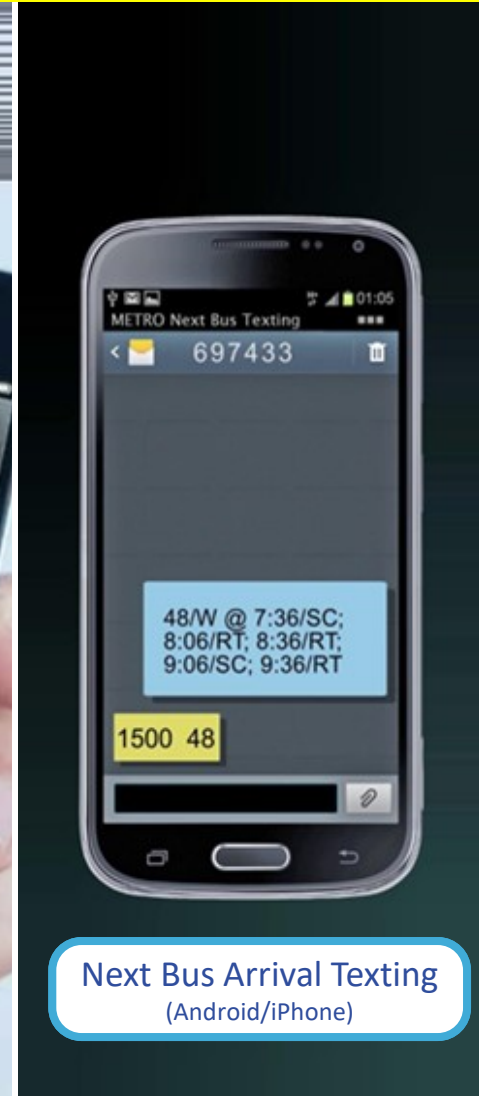 01:05
METRO Next Bus Texting
697433
48/W @ 7:36/SC;
8:06/RT; 8:36/RT;
9:06/SC; 9:36/RT
1500 48
Next Bus Arrival Texting
(Android/iPhone)